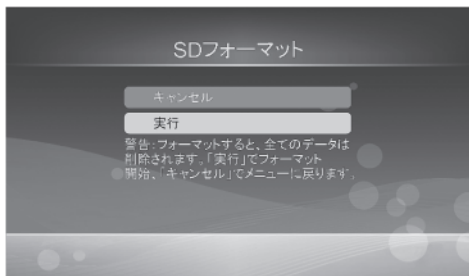 SDフォーマット
キャンセル
実行
警告:フォーマットすると、全てのデータは
削除されます。「実行」でフォーマット
開始、「キャンセル」でメニューに戻ります。